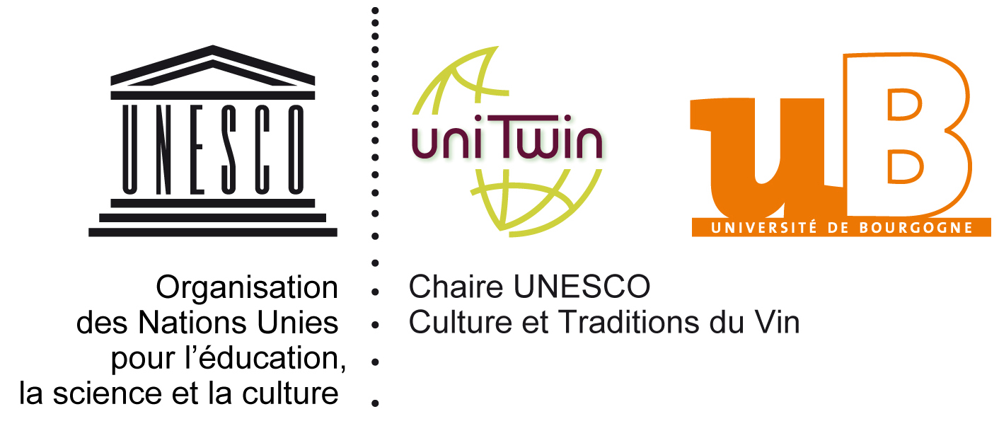 UNESCO
Organisation
des Nations Unies
pour l’éducation,
la science et la culture
uniTwin
Chaire UNESCO
Culture et Traditions du Vin
uB
UNIVERSITÉ DE BOURGOGNE